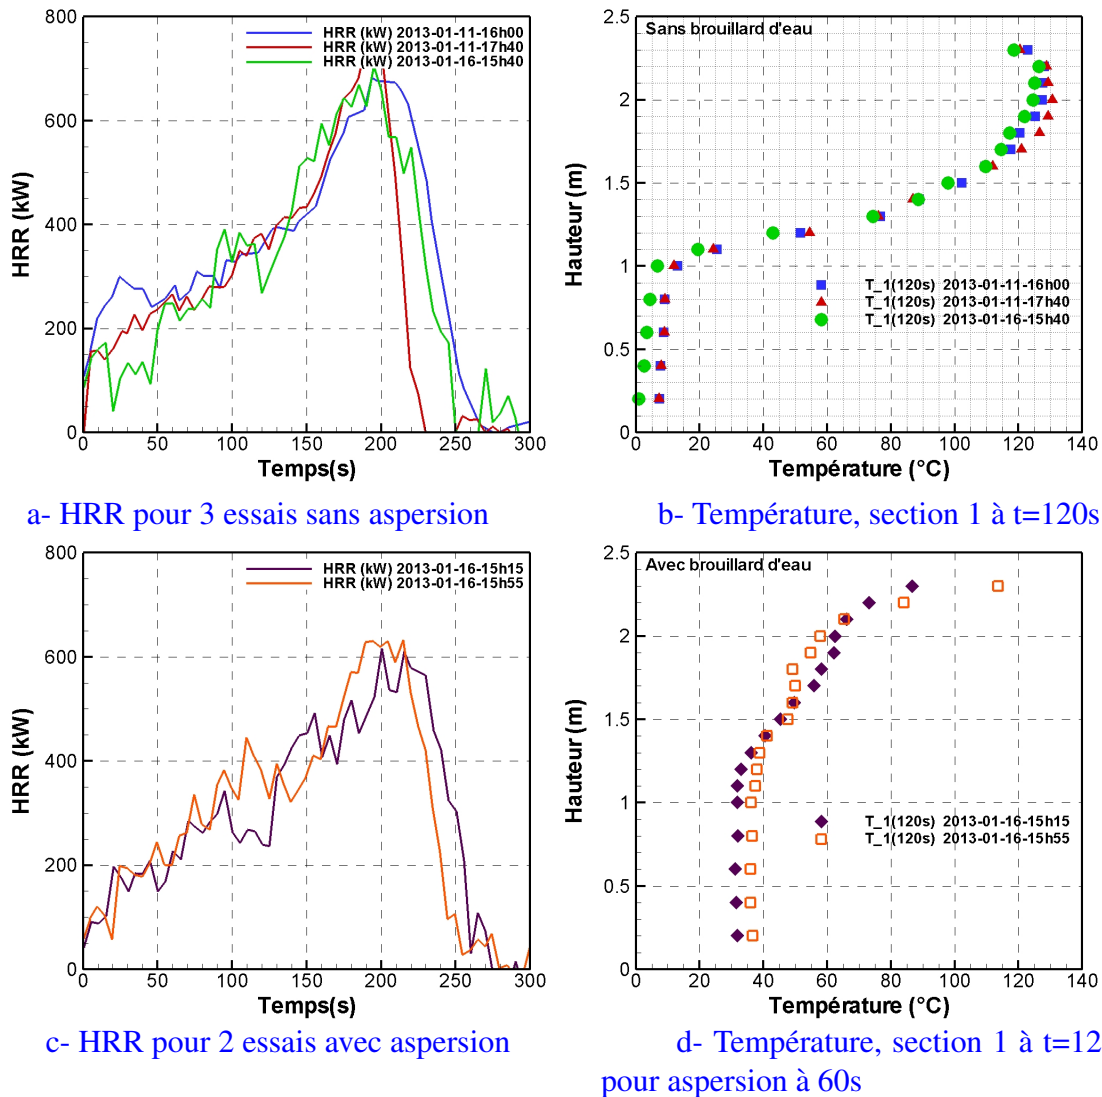 800
600
400
200
0
HRR (kW)
HRR (kW) 2013-01-11-16h00
HRR (kW) 2013-01-11-17h40
HRR (kW) 2013-01-16-15h40
0 50 100 150 200 250 300
Temps(s)
a- HRR pour 3 essais sans aspersion
2.5
2
1.5
1
0.5
0
Hauteur (m)
Sans brouillard d'eau
T_1(120s) 2013-01-11-16h00
T_1(120s) 2013-01-11-17h40
T_1(120s) 2013-01-16-15h40
0 20 40 60 80 100 120 140
Température (°C)
b- Température, section 1 à t=120s
800
600
400
200
0
HRR (kW)
HRR (kW) 2013-01-16-15h15
HRR (kW) 2013-01-16-15h55
0 50 100 150 200 250 300
Temps(s)
c- HRR pour 2 essais avec aspersion
2.5
2
1.5
1
0.5
0
Hauteur (m)
Avec brouillard d'eau
T_1(120s) 2013-01-16-15h15
T_1(120s) 2013-01-16-15h55
0 20 40 60 80 100 120 140
Température (°C)
d- Température, section 1 à t=12
pour aspersion à 60s